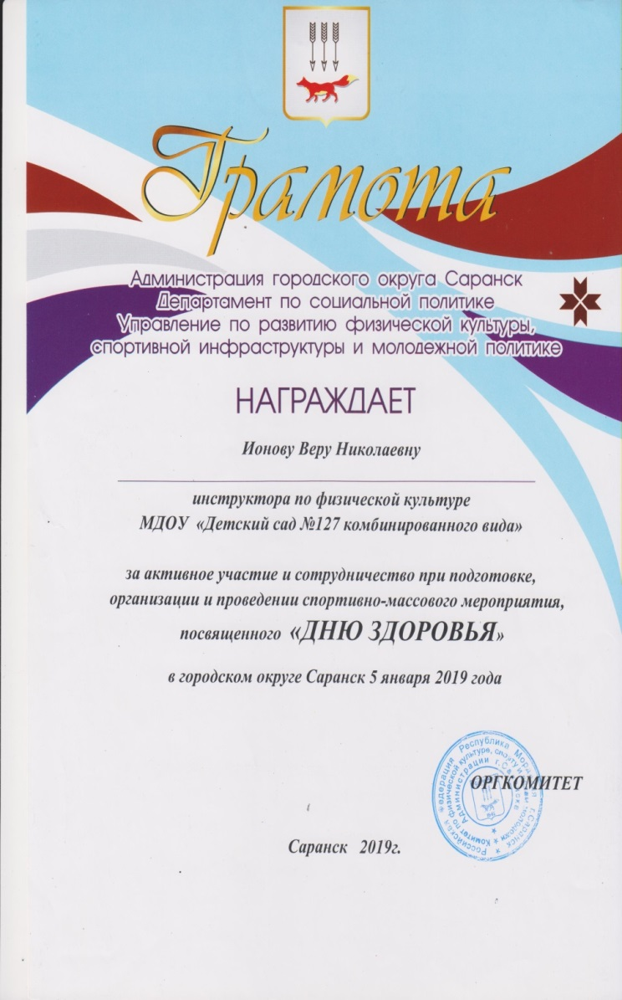 Грамота
Администрация городского округа Саранск
Департамент по социальной политике
Управление по развитию физической культуры,
спортивной инфраструктуры и молодежной политике
НАГРАЖДАЕТ
Ионову Веру Николаевну
инструктора по физической культуре
МДОУ «Детский сад №127 комбинированного вида»
за активное участие и сотрудничество при подготовке,
организации и проведении спортивно-массового мероприятия,
посвященного «ДНЮ ЗДОРОВЬЯ»
в городском округе Саранск 5 января 2019 года
ОРГКОМИТЕТ
Российская Федерация Республика г.Саранск
Комитет по физической культуре, спорту и
Администрации
Саранск 2019г.